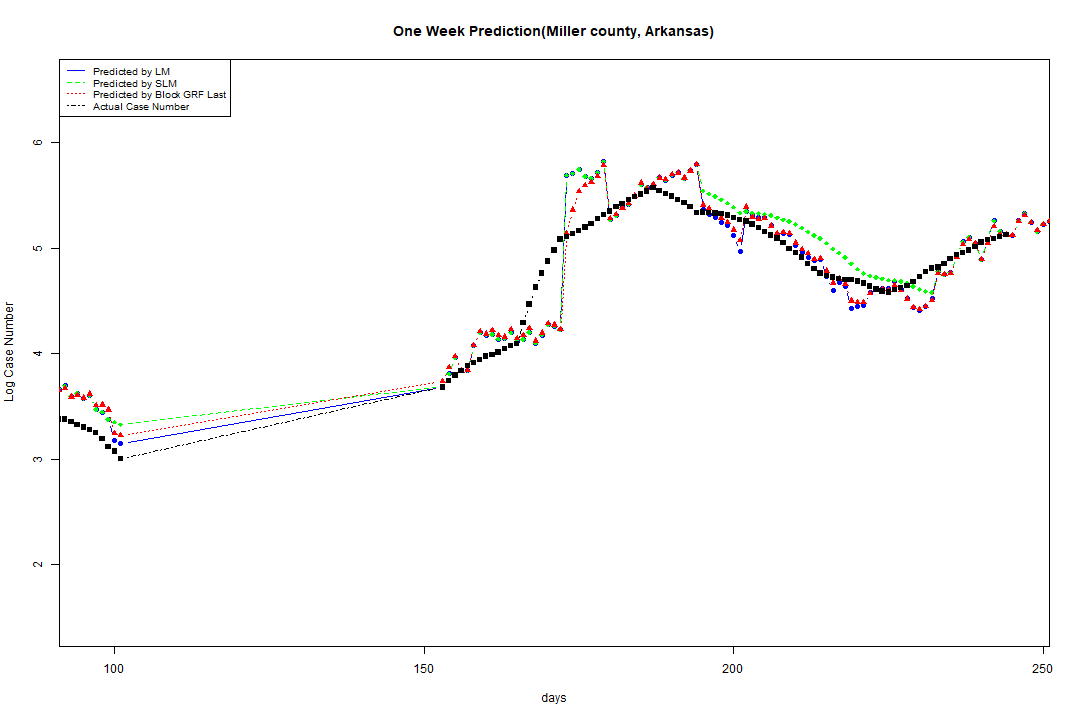 One Week Prediction(Miller county, Arkansas)
Predicted by LM
Predicted by SLM
Predicted by Block GRF Last
Actual Case Number
6
5
4
3
2
Log Case Number
100 150 200 250
days